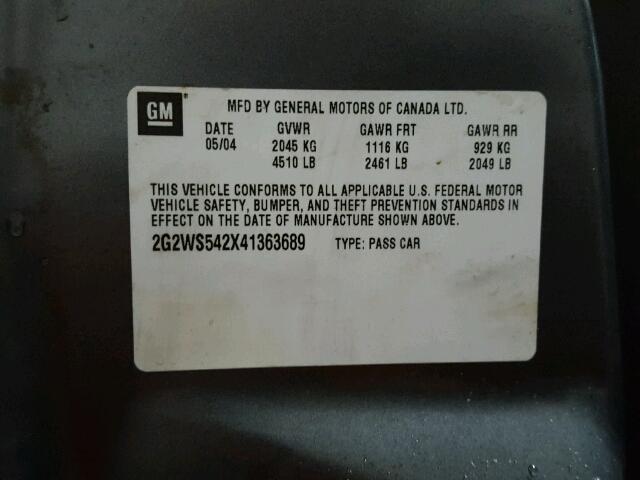 GM MFD BY GENERAL MOTORS OF CANADA LTD.
DATE GVWR GAWR FRT GAWR RR
05/04 2045 KG 1116 KG 929 KG
4510 LB 2461 LB 2049 LB
THIS VEHICLE CONFORMS TO ALL APPLICABLE U.S. FEDERAL MOTOR
VEHICLE SAFETY, BUMPER, AND THEFT PREVENTION STANDARDS IN
EFFECT ON THE DATE OF MANUFACTURE SHOWN ABOVE.
2G2WS542X41363689 TYPE: PASS CAR